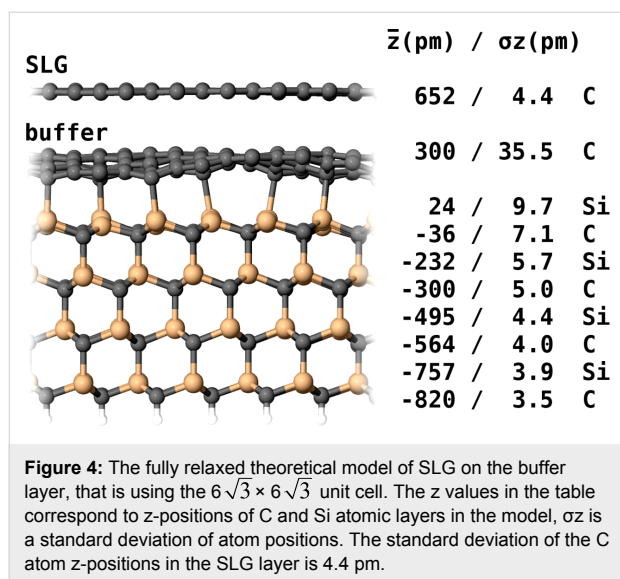 z̅(pm) / σz(pm)
SLG
652 / 4.4 C
buffer
300 / 35.5 C
24 / 9.7 Si
-36 / 7.1 C
-232 / 5.7 Si
-300 / 5.0 C
-495 / 4.4 Si
-564 / 4.0 C
-757 / 3.9 Si
-820 / 3.5 C
Figure 4: The fully relaxed theoretical model of SLG on the buffer
layer, that is using the 6√3 × 6√3 unit cell. The z values in the table
correspond to z-positions of C and Si atomic layers in the model, σz is
a standard deviation of atom positions. The standard deviation of the C
atom z-positions in the SLG layer is 4.4 pm.